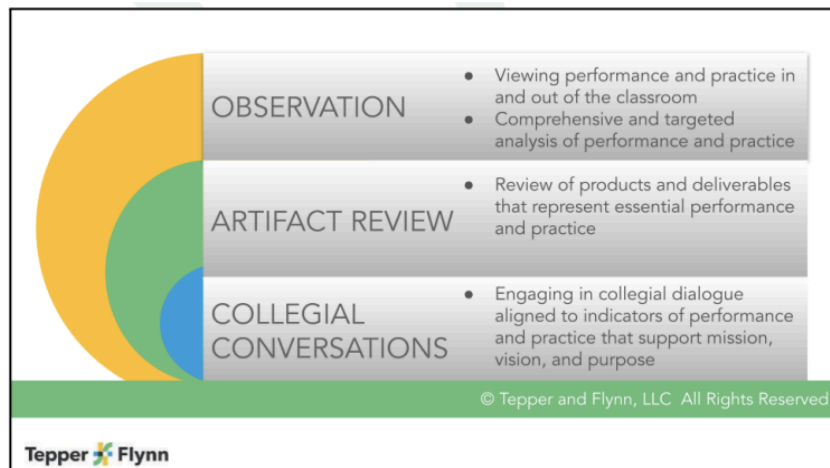 OBSERVATION
● Viewing performance and practice in
and out of the classroom
● Comprehensive and targeted
analysis of performance and practice
ARTIFACT REVIEW
● Review of products and deliverables
that represent essential performance
and practice
COLLEGIAL
CONVERSATIONS
● Engaging in collegial dialogue
aligned to indicators of performance
and practice that support mission,
vision, and purpose
© Tepper and Flynn, LLC All Rights Reserved
Tepper Flynn